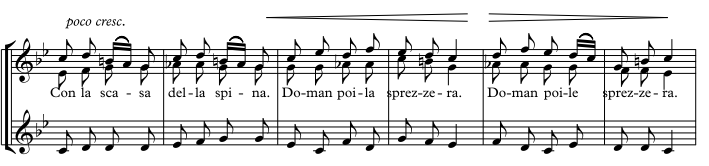 poco cresc.
Con la sca - sa del - la spi - na. Do - man poi - la sprez - ze - ra. Do - man poi - le sprez - ze - ra.